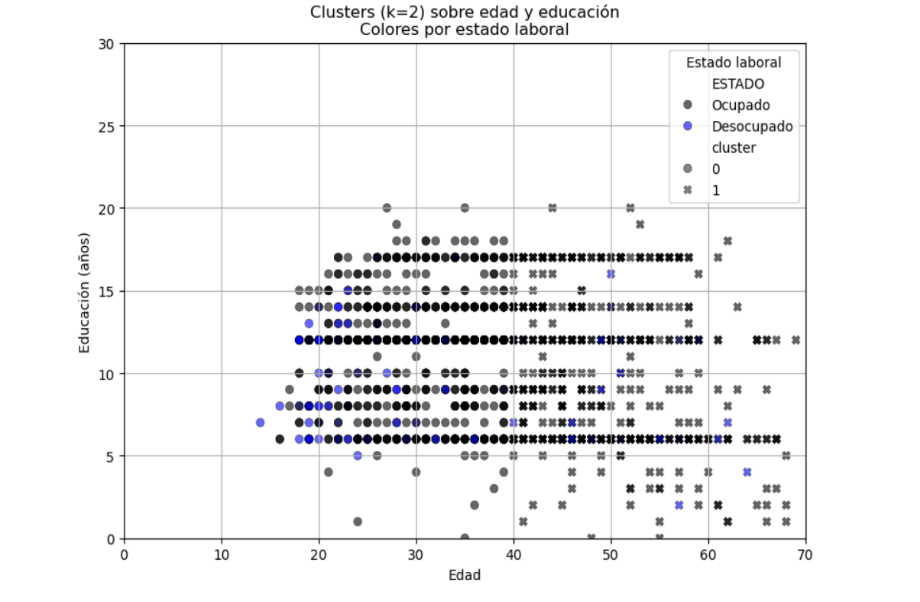 Clusters (k=2) sobre edad y educación
Colores por estado laboral
30
25
20
15
10
5
0
Educación (años)
Estado laboral
ESTADO
Ocupado
Desocupado
cluster
0
1
0
10
20
30
40
50
60
70
Edad